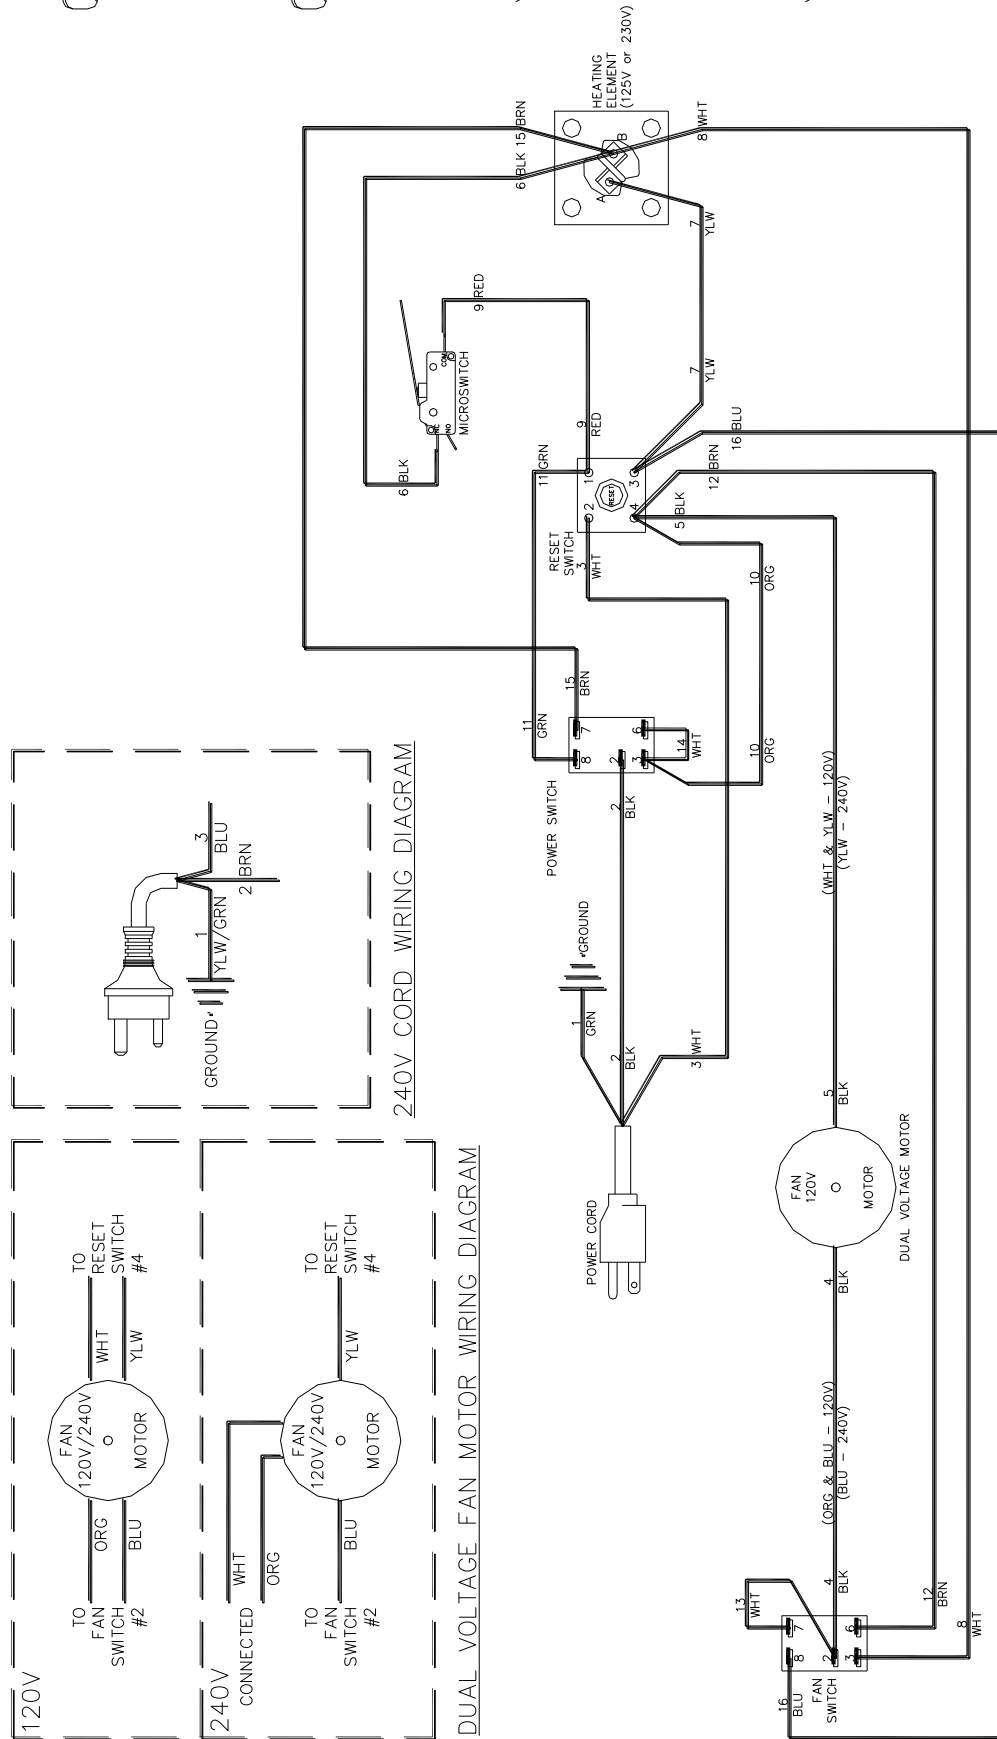 120V
TO
FAN
SWITCH
#2
ORG
BLU
FAN
120V/240V
MOTOR
WHT
YLW
TO
RESET
SWITCH
#4
240V
CONNECTED
WHT
ORG
TO
FAN
SWITCH
#2
BLU
FAN
120V/240V
MOTOR
YLW
TO
RESET
SWITCH
#4
DUAL VOLTAGE FAN MOTOR WIRING DIAGRAM
GROUND
1
YLW/GRN
2 BRN
3
BLU
240V CORD WIRING DIAGRAM
POWER CORD
1
GRN
GROUND
2
BLK
3 WHT
2
BLK
POWER SWITCH
8
7
2
3
6
14
WHT
11
GRN
15
BRN
10
ORG
RESET
SWITCH
3
WHT
2
1
4
3
RESET
11 GRN
9
RED
5 BLK
12 BRN
16 BLU
10
ORG
6 BLK
MICROSWITCH
NC
NO
COM
9 RED
7
YLW
7
YLW
6 BLK
15 BRN
A
B
8 WHT
HEATING
ELEMENT
(125V or 230V)
FAN
SWITCH
8
7
2
3
6
16
BLU
13
WHT
4
BLK
12
BRN
8
WHT
(ORG & BLU – 120V)
(BLU – 240V)
4
BLK
FAN
120V
MOTOR
DUAL VOLTAGE MOTOR
5
BLK
(WHT & YLW – 120V)
(YLW – 240V)